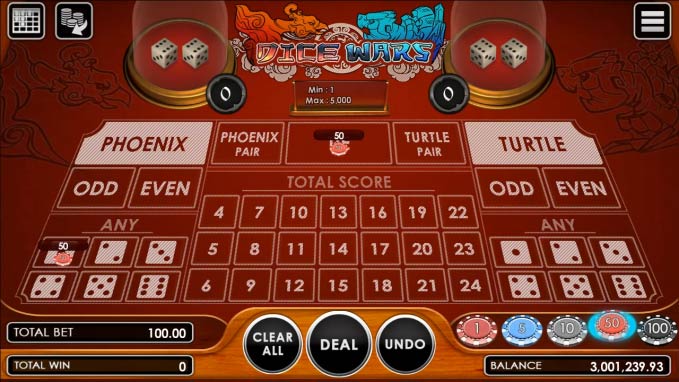 DICE WARS
0
0
Min : 1
Max : 5,000
PHOENIX
PHOENIX PAIR
50
TURTLE PAIR
TURTLE
ODD EVEN
TOTAL SCORE
ODD EVEN
ANY
4 7 10 13 16 19 22
ANY
50
5 8 11 14 17 20 23
6 9 12 15 18 21 24
TOTAL BET 100.00
CLEAR ALL
DEAL
UNDO
1 5 10 50 100
TOTAL WIN 0
BALANCE 3,001,239.93